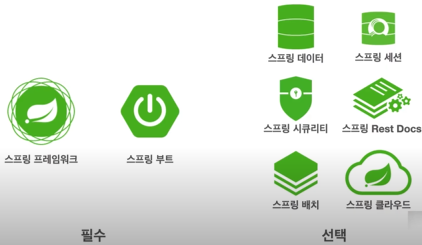 스프링 프레임워크
스프링 부트
스프링 데이터
스프링 세션
스프링 시큐리티
스프링 Rest Docs
스프링 배치
스프링 클라우드
필수
선택